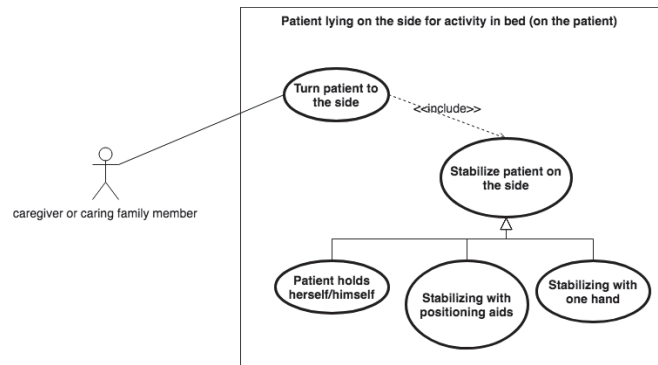 Patient lying on the side for activity in bed (on the patient)
Turn patient to
the side
<<include>>
Stabilize patient on
the side
caregiver or caring family member
Patient holds
herself/himself
Stabilizing with
positioning aids
Stabilizing with
one hand